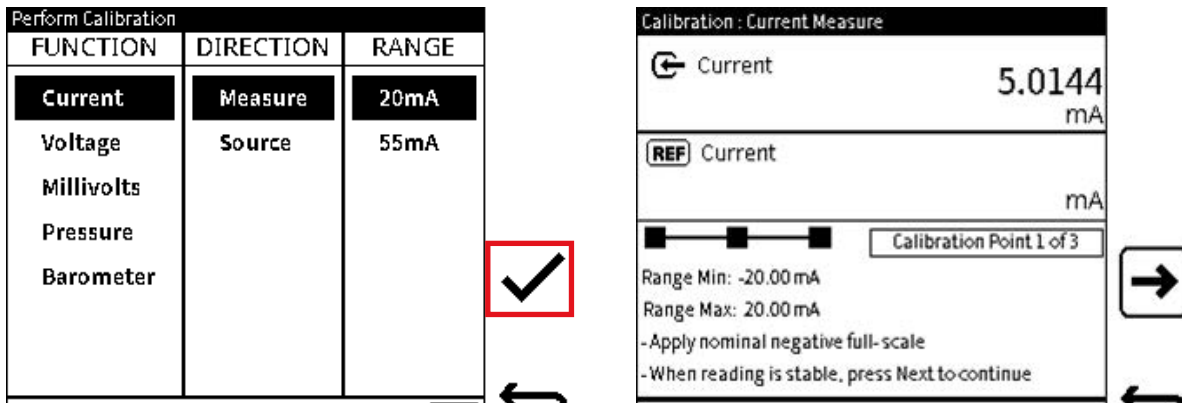 Perform Calibration
FUNCTION DIRECTION RANGE
Current Measure 20mA
Voltage Source 55mA
Millivolts
Pressure
Barometer
Calibration : Current Measure
Current
5.0144
mA
REF Current
mA
Calibration Point 1 of 3
Range Min: -20.00 mA
Range Max: 20.00 mA
-Apply nominal negative full-scale
-When reading is stable, press Next to continue